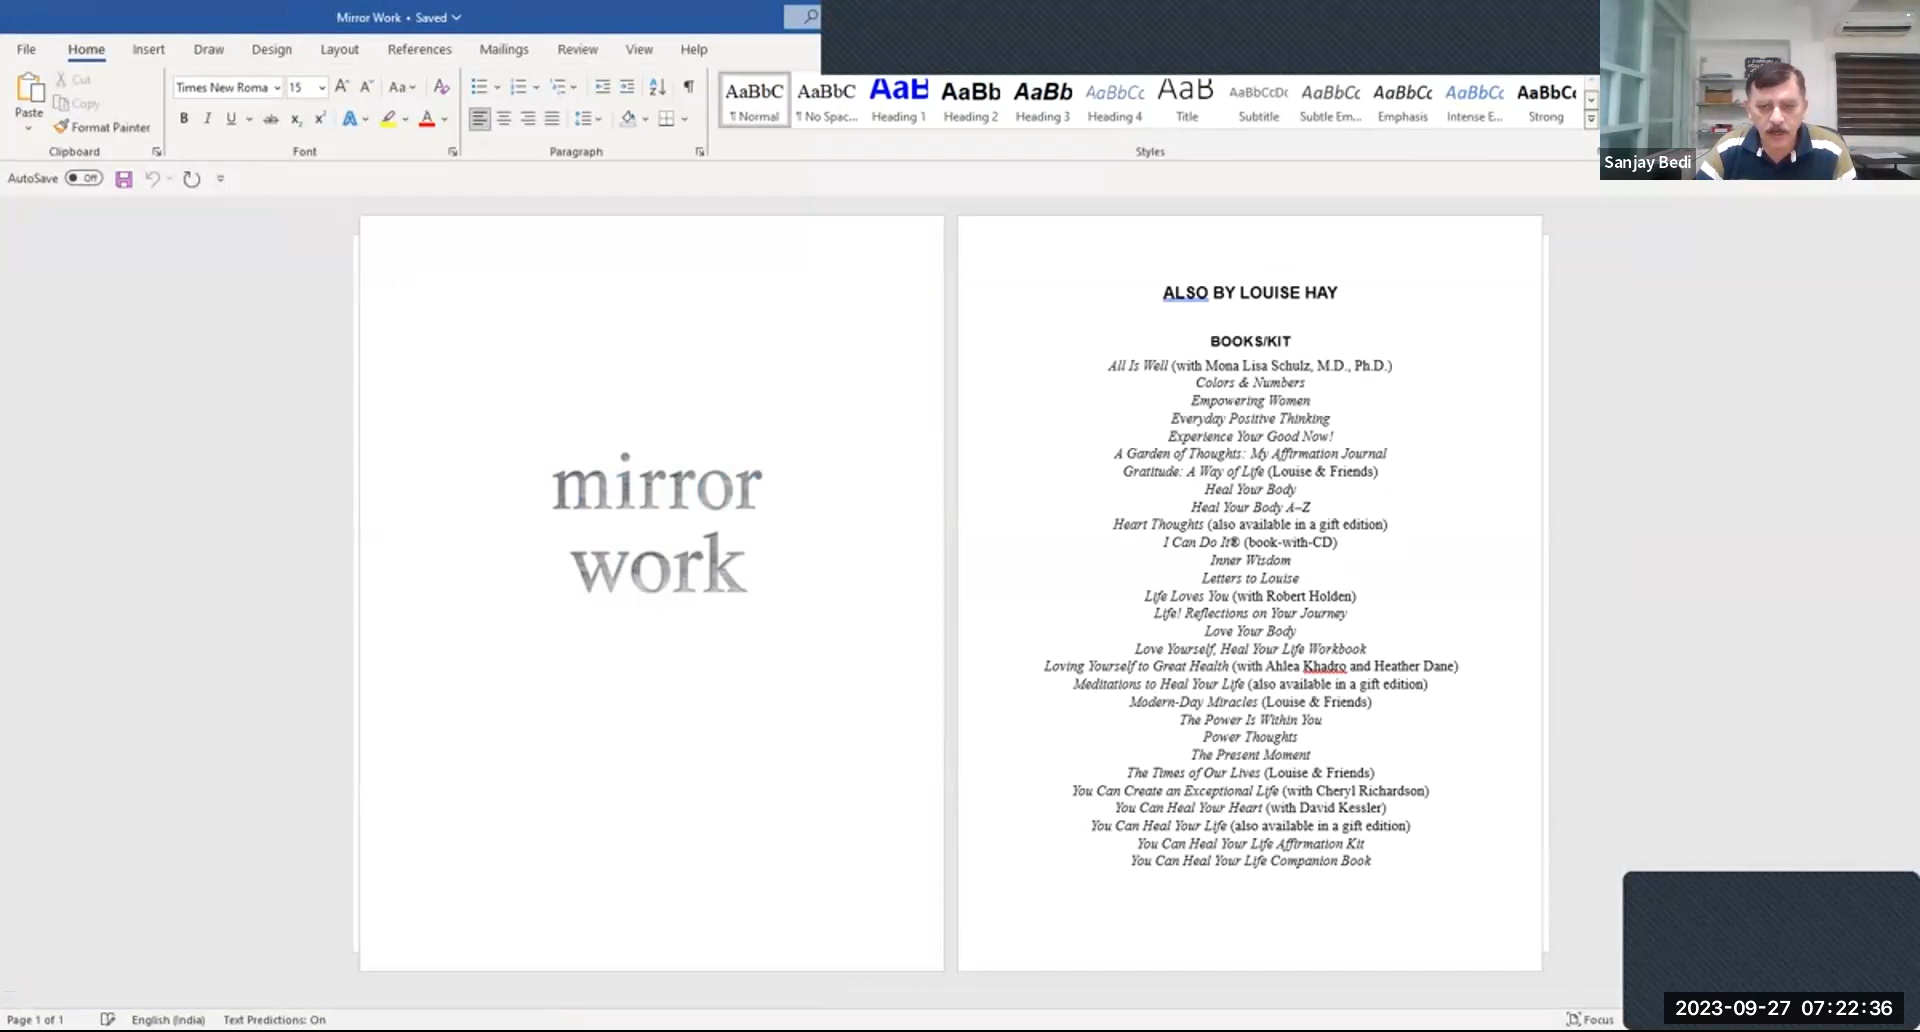 Mirror Work • Saved
File Home Insert Draw Design Layout References Mailings Review View Help
Paste
Cut
Copy
Format Painter
Clipboard
Times New Roma 15
Aa
B I U ab x₂ x² A A
Font
Paragraph
AaBbC AaBbC AaB AaBb AaBb AaBbCc AaB AaBbCcDc AaBbCc AaBbCc AaBbCc AaBbCc
¶ Normal ¶ No Spac... Heading 1 Heading 2 Heading 3 Heading 4 Title Subtitle Subtle Em... Emphasis Intense E... Strong
Styles
Sanjay Bedi
AutoSave Off
mirror
work
ALSO BY LOUISE HAY
BOOKS/KIT
All Is Well (with Mona Lisa Schulz, M.D., Ph.D.)
Colors & Numbers
Empowering Women
Everyday Positive Thinking
Experience Your Good Now!
A Garden of Thoughts: My Affirmation Journal
Gratitude: A Way of Life (Louise & Friends)
Heal Your Body
Heal Your Body A–Z
Heart Thoughts (also available in a gift edition)
I Can Do It® (book-with-CD)
Inner Wisdom
Letters to Louise
Life Loves You (with Robert Holden)
Life! Reflections on Your Journey
Love Your Body
Love Yourself, Heal Your Life Workbook
Loving Yourself to Great Health (with Ahlea Khadro and Heather Dane)
Meditations to Heal Your Life (also available in a gift edition)
Modern-Day Miracles (Louise & Friends)
The Power Is Within You
Power Thoughts
The Present Moment
The Times of Our Lives (Louise & Friends)
You Can Create an Exceptional Life (with Cheryl Richardson)
You Can Heal Your Heart (with David Kessler)
You Can Heal Your Life (also available in a gift edition)
You Can Heal Your Life Affirmation Kit
You Can Heal Your Life Companion Book
Page 1 of 1 English (India) Text Predictions: On Focus
2023-09-27 07:22:36